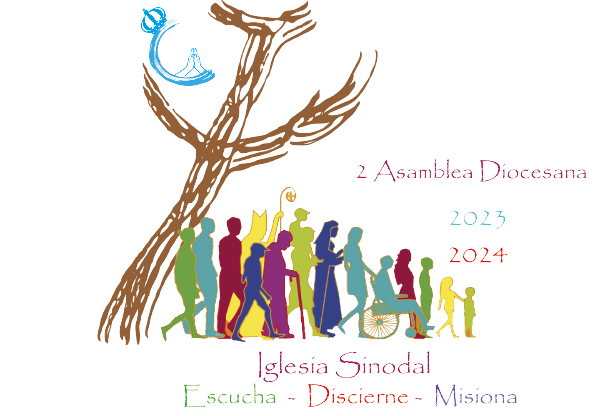 2 Asamblea Diocesana
2023
2024
Iglesia Sinodal
Escucha - Discierne - Misiona